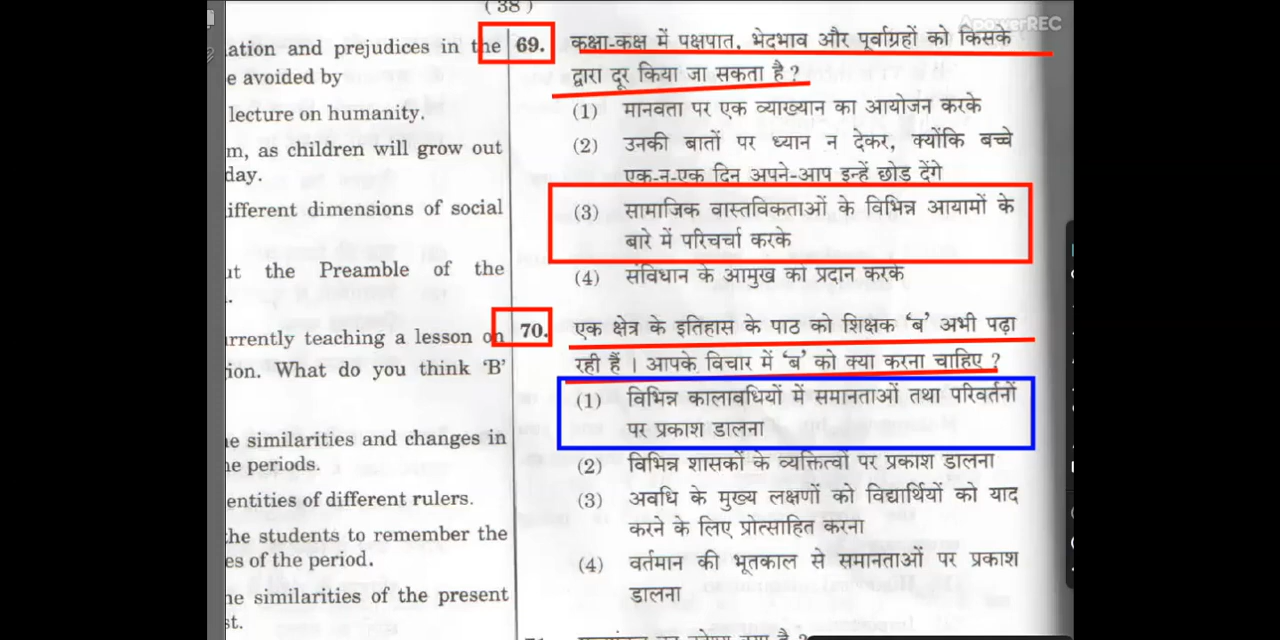 (38)
ApowerREC
ation and prejudices in the
e avoided by
lecture on humanity.
m, as children will grow out
day.
ifferent dimensions of social
ut the Preamble of the
urrently teaching a lesson on
ion. What do you think 'B'
ne similarities and changes in
ne periods.
entities of different rulers.
the students to remember the
es of the period.
ne similarities of the present
st.
69. कक्षा-कक्ष में पक्षपात, भेदभाव और पूर्वाग्रहों को किसके
द्वारा दूर किया जा सकता है ?
(1) मानवता पर एक व्याख्यान का आयोजन करके
(2) उनकी बातों पर ध्यान न देकर, क्योंकि बच्चे
एक-न-एक दिन अपने-आप इन्हें छोड़ देंगे
(3) सामाजिक वास्तविकताओं के विभिन्न आयामों के
बारे में परिचर्चा करके
(4) संविधान के आमुख को प्रदान करके
70. एक क्षेत्र के इतिहास के पाठ को शिक्षक 'ब' अभी पढ़ा
रही हैं । आपके विचार में 'ब' को क्या करना चाहिए ?
(1) विभिन्न कालावधियों में समानताओं तथा परिवर्तनों
पर प्रकाश डालना
(2) विभिन्न शासकों के व्यक्तित्वों पर प्रकाश डालना
(3) अवधि के मुख्य लक्षणों को विद्यार्थियों को याद
करने के लिए प्रोत्साहित करना
(4) वर्तमान की भूतकाल से समानताओं पर प्रकाश
डालना